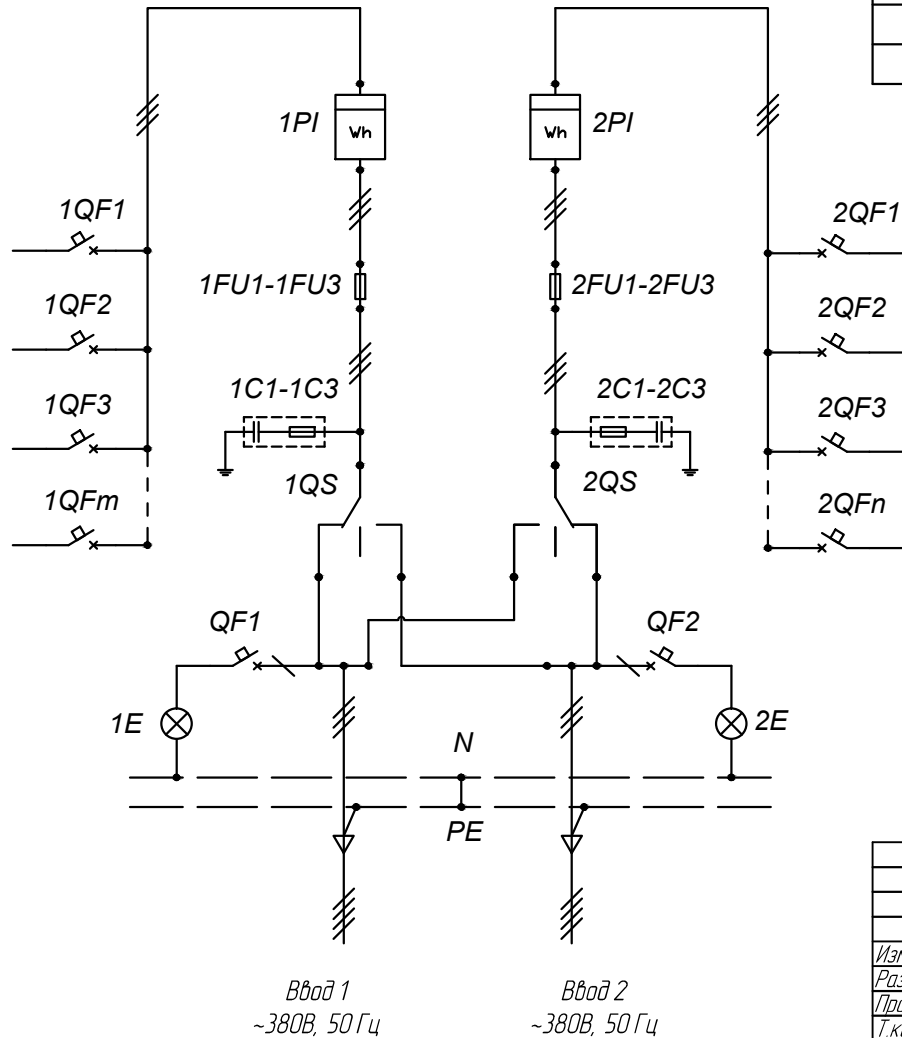 1PI
Wh
Wh
2PI
1QF1
2QF1
1FU1-1FU3
2FU1-2FU3
1QF2
2QF2
1C1-1C3
2C1-2C3
1QF3
2QF3
1QS
2QS
1QFm
2QFn
QF1
QF2
1E
2E
N
PE
Ввод 1
~380В, 50 Гц
Ввод 2
~380В, 50 Гц